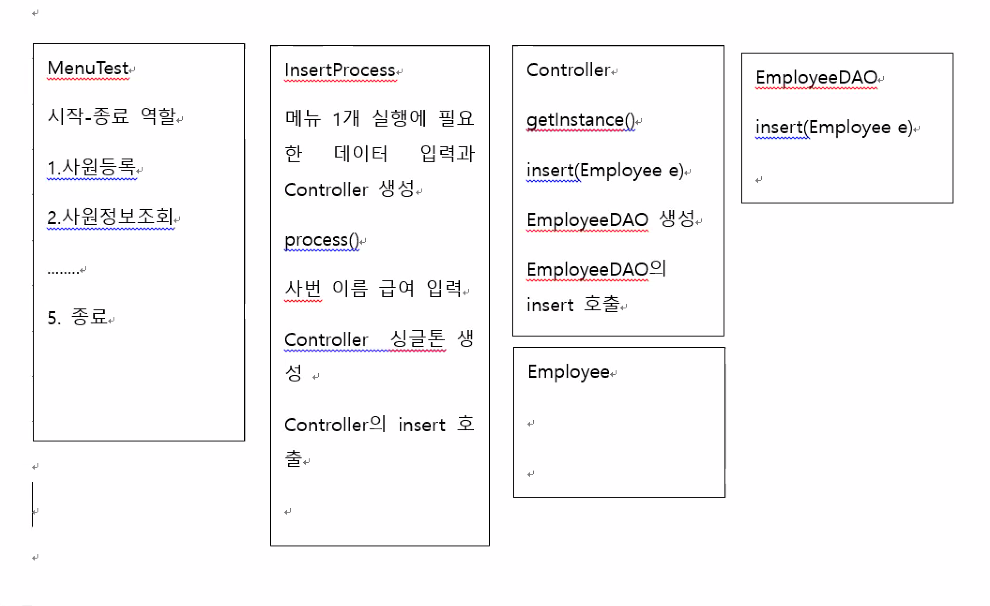 MenuTest
시작-종료 역할
1.사원등록
2.사원정보조회
........
5. 종료
InsertProcess
메뉴 1개 실행에 필요
한 데이터 입력과
Controller 생성
process()
사번 이름 급여 입력
Controller 싱글톤 생
성
Controller의 insert 호
출
Controller
getInstance()
insert(Employee e)
EmployeeDAO 생성
EmployeeDAO의
insert 호출
Employee
EmployeeDAO
insert(Employee e)